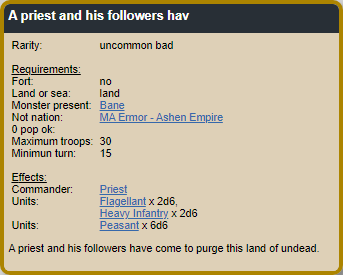 A priest and his followers hav
Rarity: uncommon bad
Requirements:
Fort: no
Land or sea: land
Monster present: Bane
Not nation: MA Ermor - Ashen Empire
0 pop ok:
Maximum troops: 30
Minimun turn: 15
Effects:
Commander: Priest
Units: Flagellant x 2d6,
Heavy Infantry x 2d6
Units: Peasant x 6d6
A priest and his followers have come to purge this land of undead.